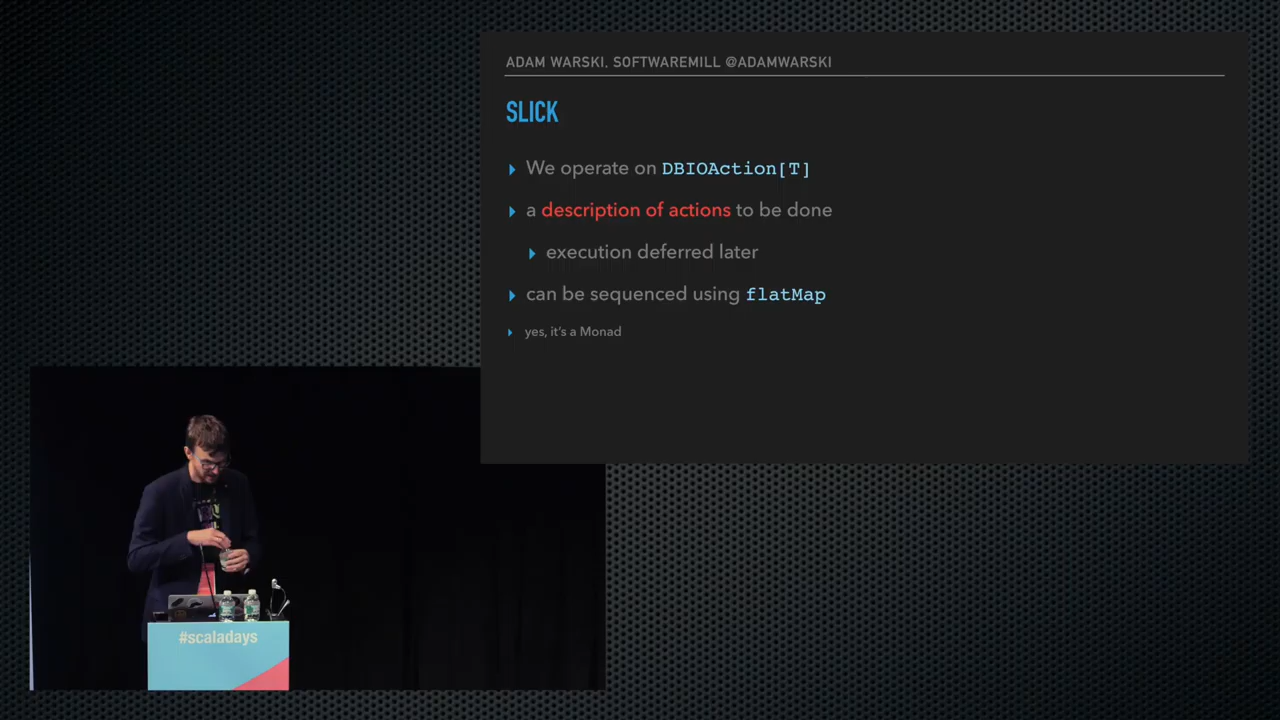 ADAM WARSKI, SOFTWAREMILL @ADAMWARSKI
SLICK
We operate on DBIOAction[T]
a description of actions to be done
execution deferred later
can be sequenced using flatMap
yes, it's a Monad
#scaladays